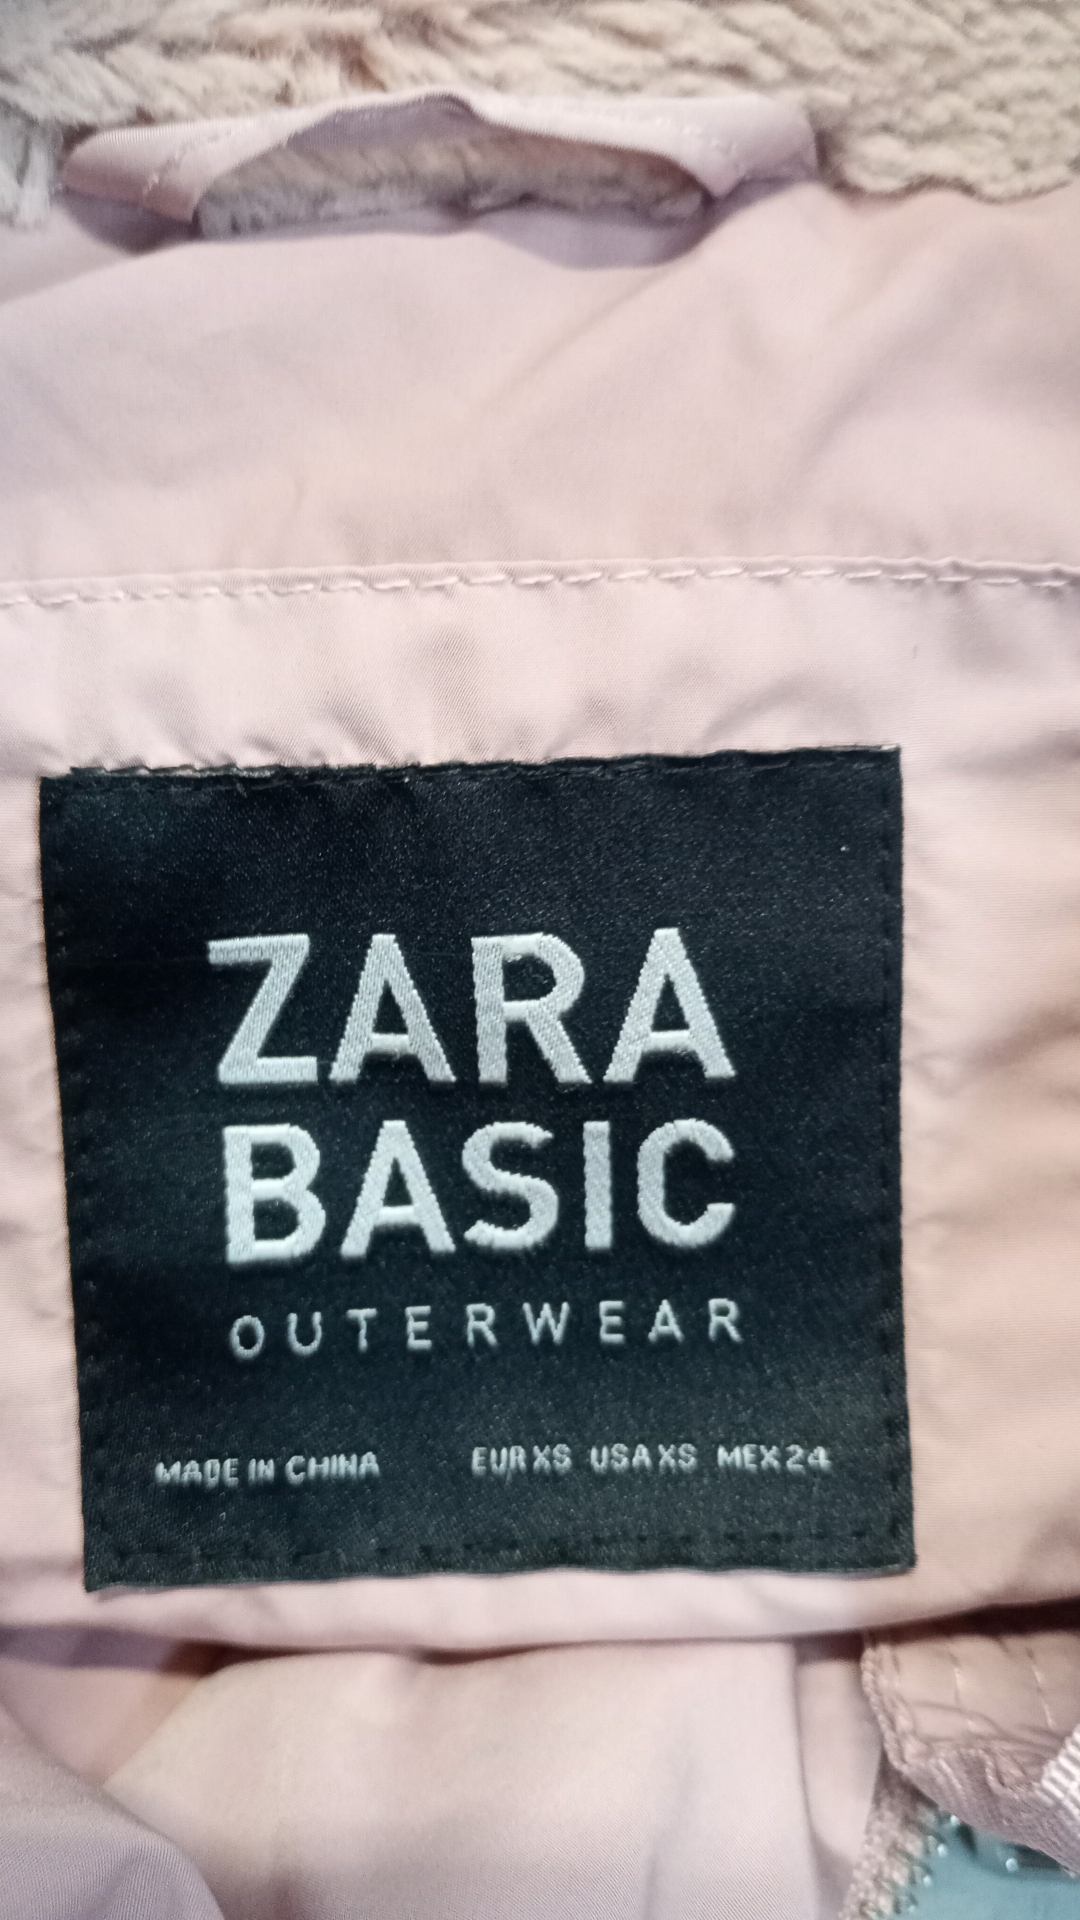 ZARA
BASIC
OUTERWEAR
MADE IN CHINA EUR XS USA XS MEX 24